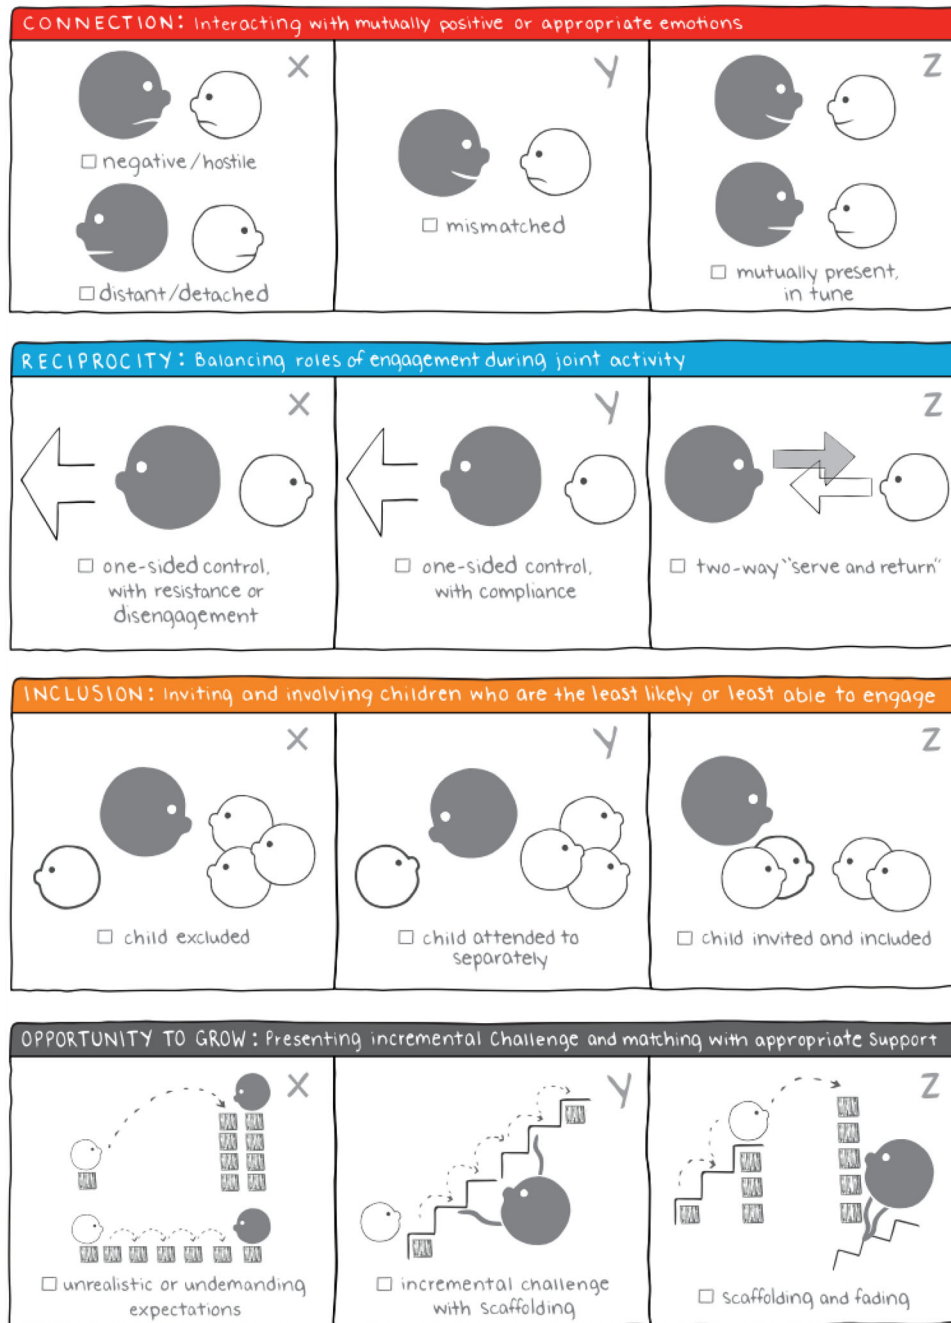 CONNECTION: Interacting with mutually positive or appropriate emotions
X
Y
Z
negative/hostile
distant/detached
mismatched
mutually present,
in tune
RECIPROCITY: Balancing roles of engagement during joint activity
X
Y
Z
one-sided control,
with resistance or
disengagement
one-sided control,
with compliance
two-way "serve and return"
INCLUSION: Inviting and involving children who are the least likely or least able to engage
X
Y
Z
child excluded
child attended to
separately
child invited and included
OPPORTUNITY TO GROW: Presenting incremental Challenge and matching with appropriate Support
X
Y
Z
unrealistic or undemanding
expectations
incremental challenge
with scaffolding
scaffolding and fading